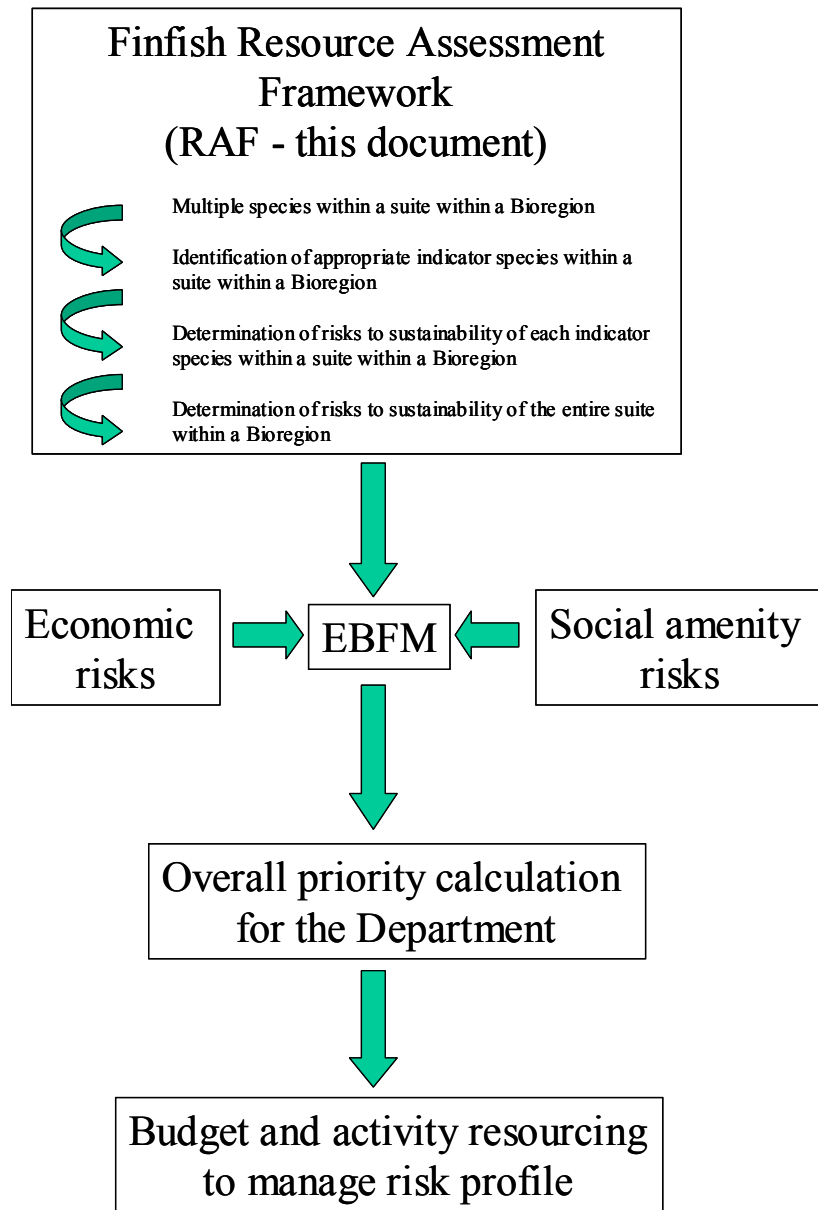 Finfish Resource Assessment
Framework
(RAF - this document)
Multiple species within a suite within a Bioregion
Identification of appropriate indicator species within a
suite within a Bioregion
Determination of risks to sustainability of each indicator
species within a suite within a Bioregion
Determination of risks to sustainability of the entire suite
within a Bioregion
Economic
risks
EBFM
Social amenity
risks
Overall priority calculation
for the Department
Budget and activity resourcing
to manage risk profile